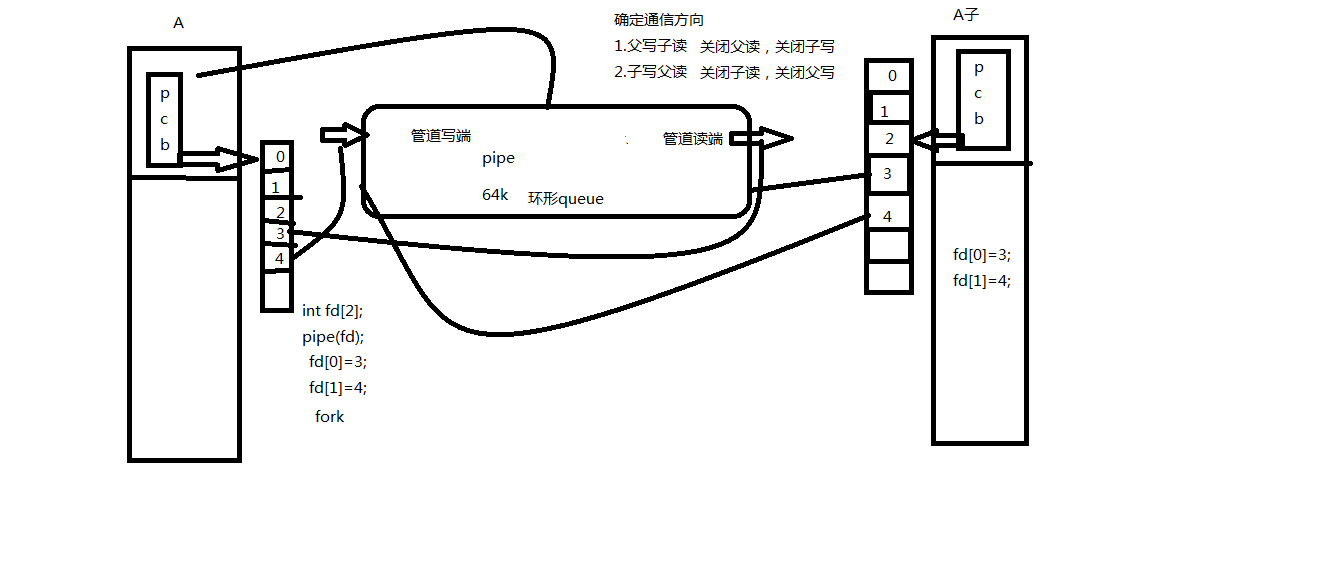 A
p
c
b
0
1
2
3
4
int fd[2];
pipe(fd);
fd[0]=3;
fd[1]=4;
fork
管道写端
管道读端
pipe
64k 环形queue
确定通信方向
1.父写子读 关闭父读，关闭子写
2.子写父读 关闭子读，关闭父写
0
1
2
3
4
A子
p
c
b
fd[0]=3;
fd[1]=4;